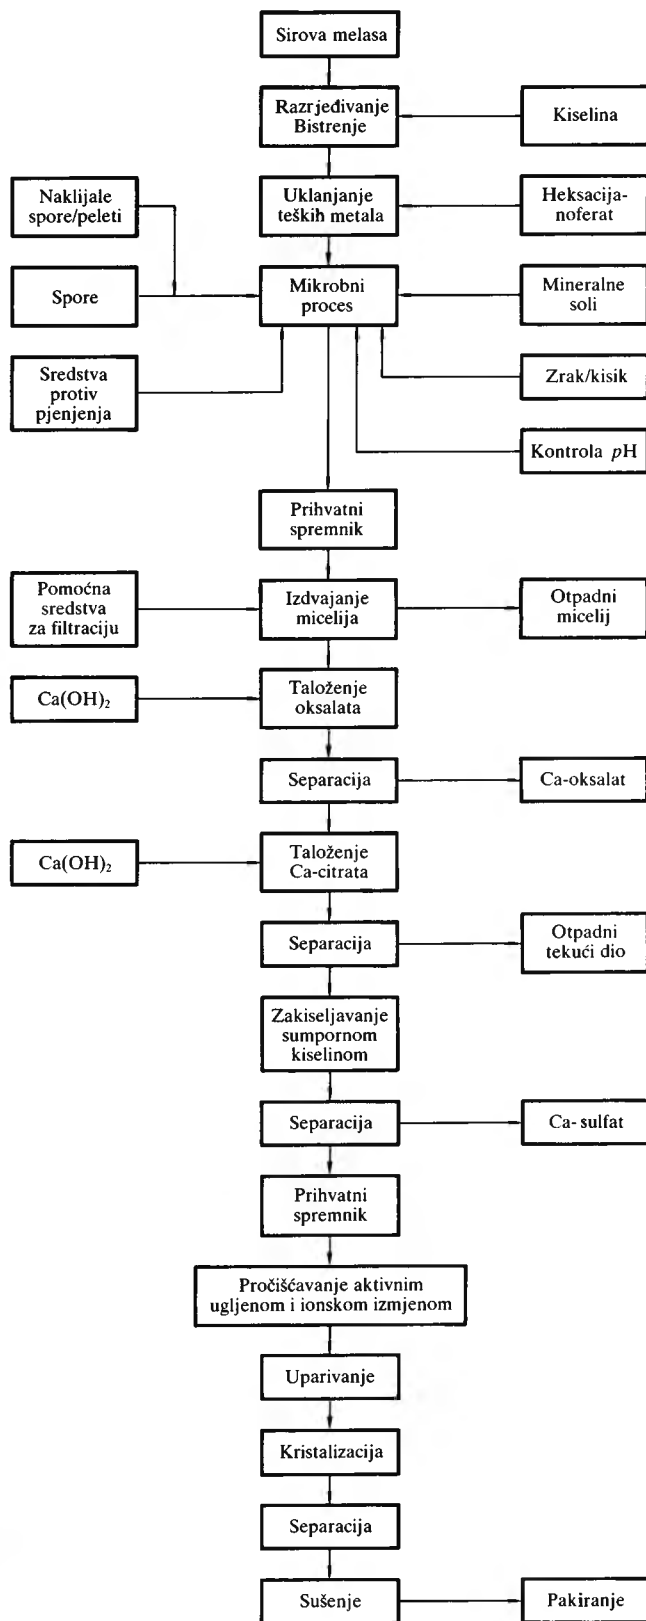 Sirova melasa
Razrjeđivanje
Bistrenje
Kiselina
Naklijale
spore/peleti
Uklanjanje
teških metala
Heksacija-
noferat
Spore
Mikrobni
proces
Mineralne
soli
Sredstva
protiv
pjenjenja
Zrak/kisik
Kontrola pH
Prihvatni
spremnik
Pomoćna
sredstva
za filtraciju
Izdvajanje
micelija
Otpadni
micelij
Ca(OH)₂
Taloženje
oksalata
Separacija
Ca-oksalat
Ca(OH)₂
Taloženje
Ca-citrata
Separacija
Otpadni
tekući dio
Zakiseljavanje
sumpornom
kiselinom
Separacija
Ca-sulfat
Prihvatni
spremnik
Pročišćavanje aktivnim
ugljenom i ionskom izmjenom
Uparivanje
Kristalizacija
Separacija
Sušenje
Pakiranje